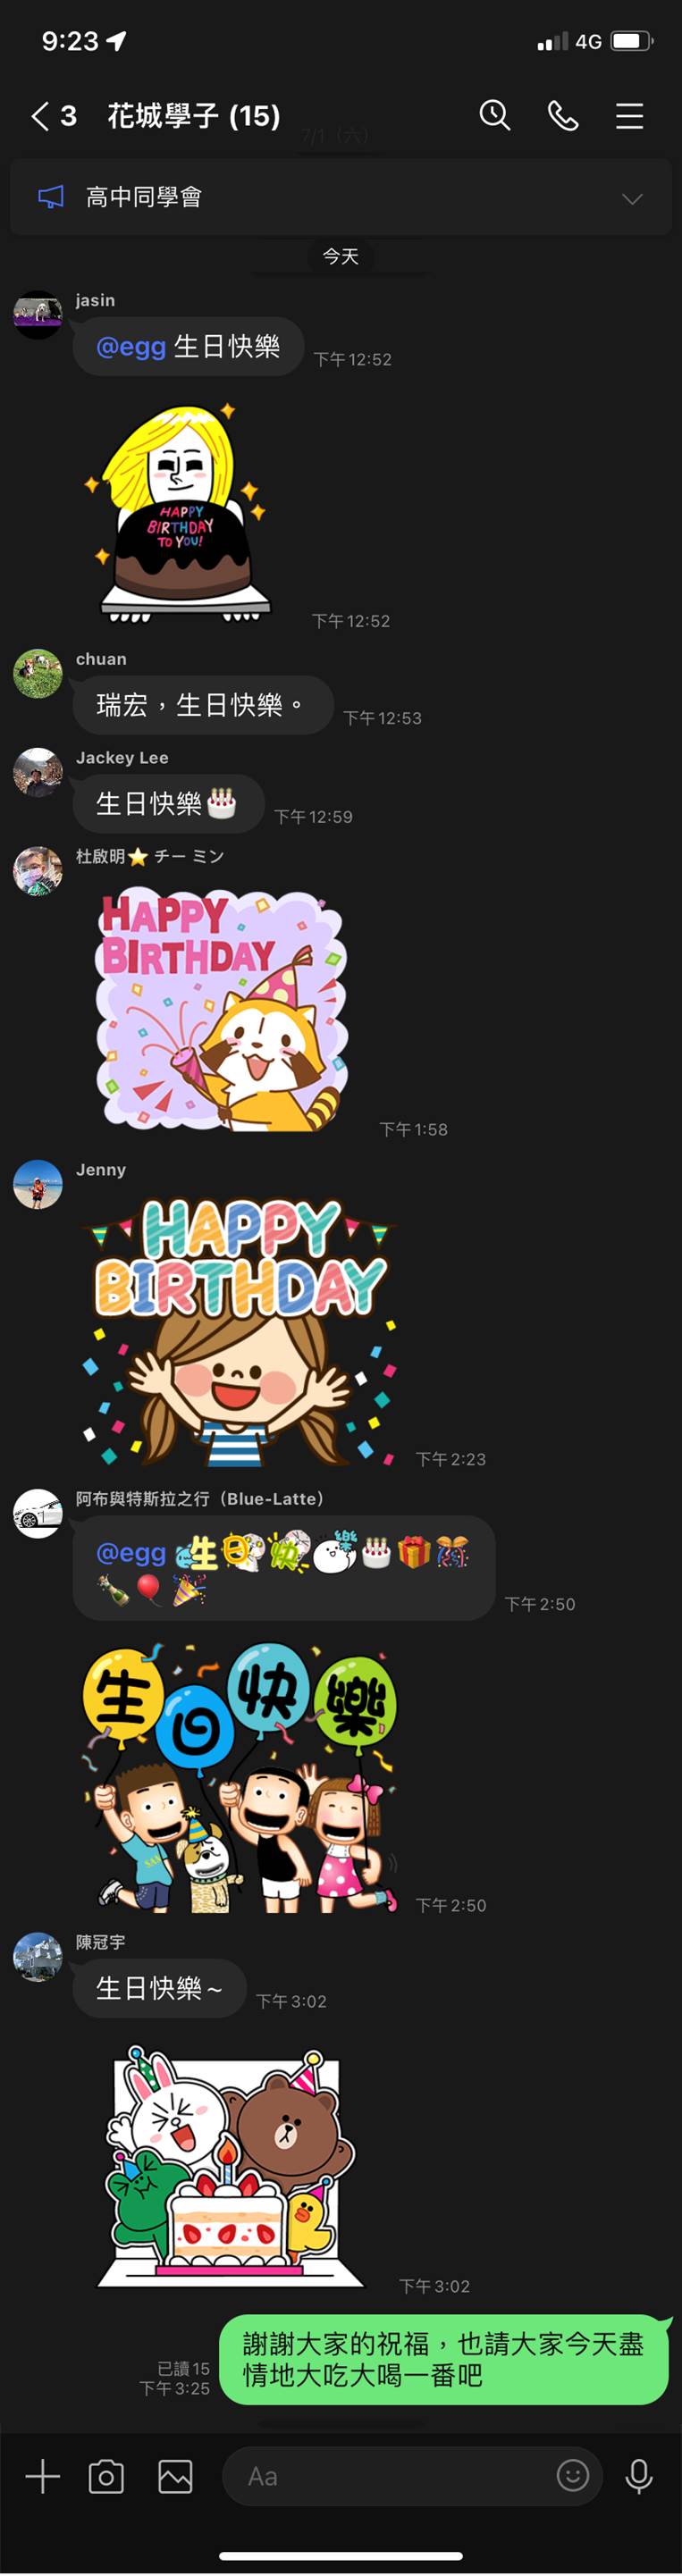 9:23
4G
3 花城學子 (15)
7/1（六）
高中同學會
今天
jasin
@egg 生日快樂
下午12:52
HAPPY
BIRTHDAY
TO YOU!
下午12:52
chuan
瑞宏，生日快樂。
下午12:53
Jackey Lee
生日快樂🎂
下午12:59
杜啟明⭐ チー ミン
HAPPY
BIRTHDAY
下午1:58
Jenny
HAPPY
BIRTHDAY
下午2:23
阿布與特斯拉之行（Blue-Latte）
@egg 生日快樂🎂🎁🎊
🍾🎈🎉
下午2:50
生日快樂
下午2:50
陳冠宇
生日快樂~
下午3:02
下午3:02
謝謝大家的祝福，也請大家今天盡
情地大吃大喝一番吧
已讀15
下午3:25
Aa